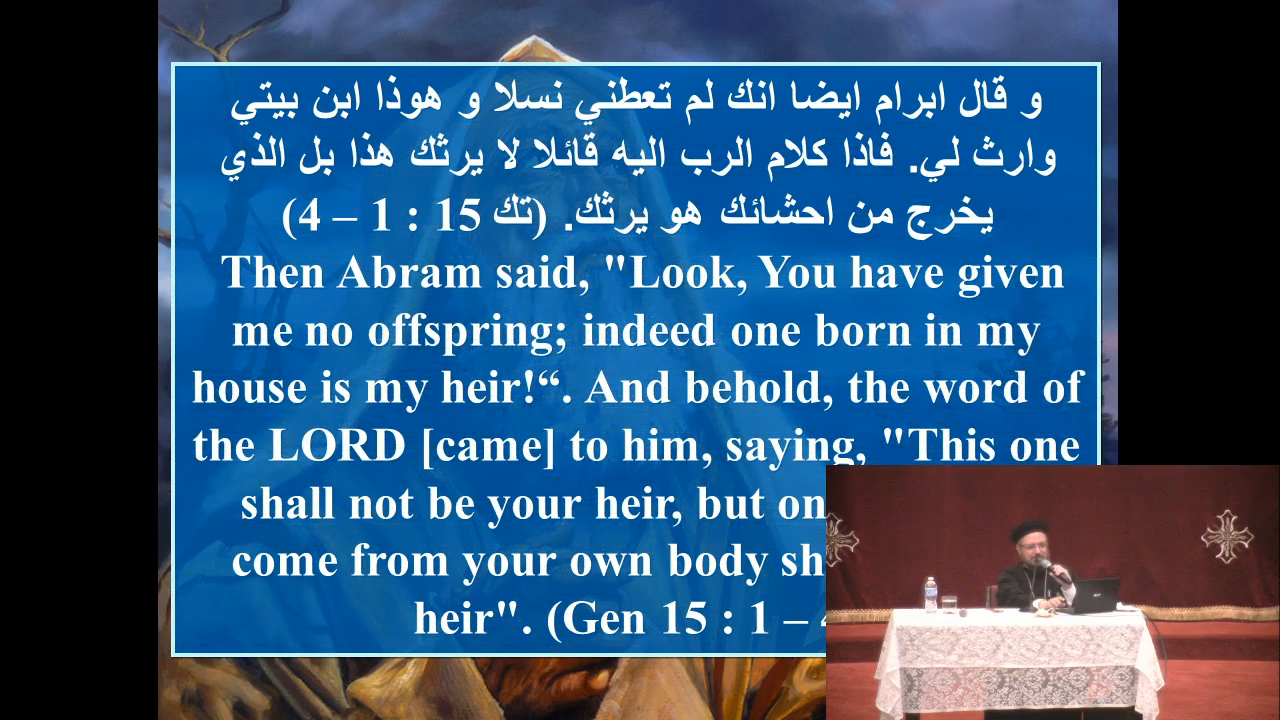 و قال ابرام ايضا انك لم تعطني نسلا و هوذا ابن بيتي
وارث لي. فاذا كلام الرب اليه قائلا لا يرثك هذا بل الذي
يخرج من احشائك هو يرثك. (تك 15 : 1 – 4)
Then Abram said, "Look, You have given
me no offspring; indeed one born in my
house is my heir!“. And behold, the word of
the LORD [came] to him, saying, "This one
shall not be your heir, but
come from your own body
heir". (Gen 15 : 1 –